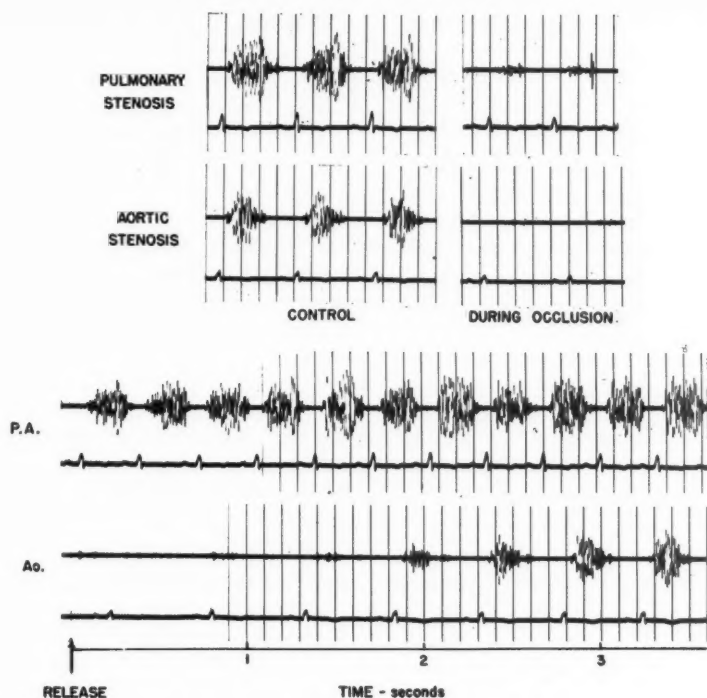 PULMONARY
STENOSIS
AORTIC
STENOSIS
CONTROL
DURING OCCLUSION.
P.A.
Ao.
1
2
3
RELEASE
TIME - seconds